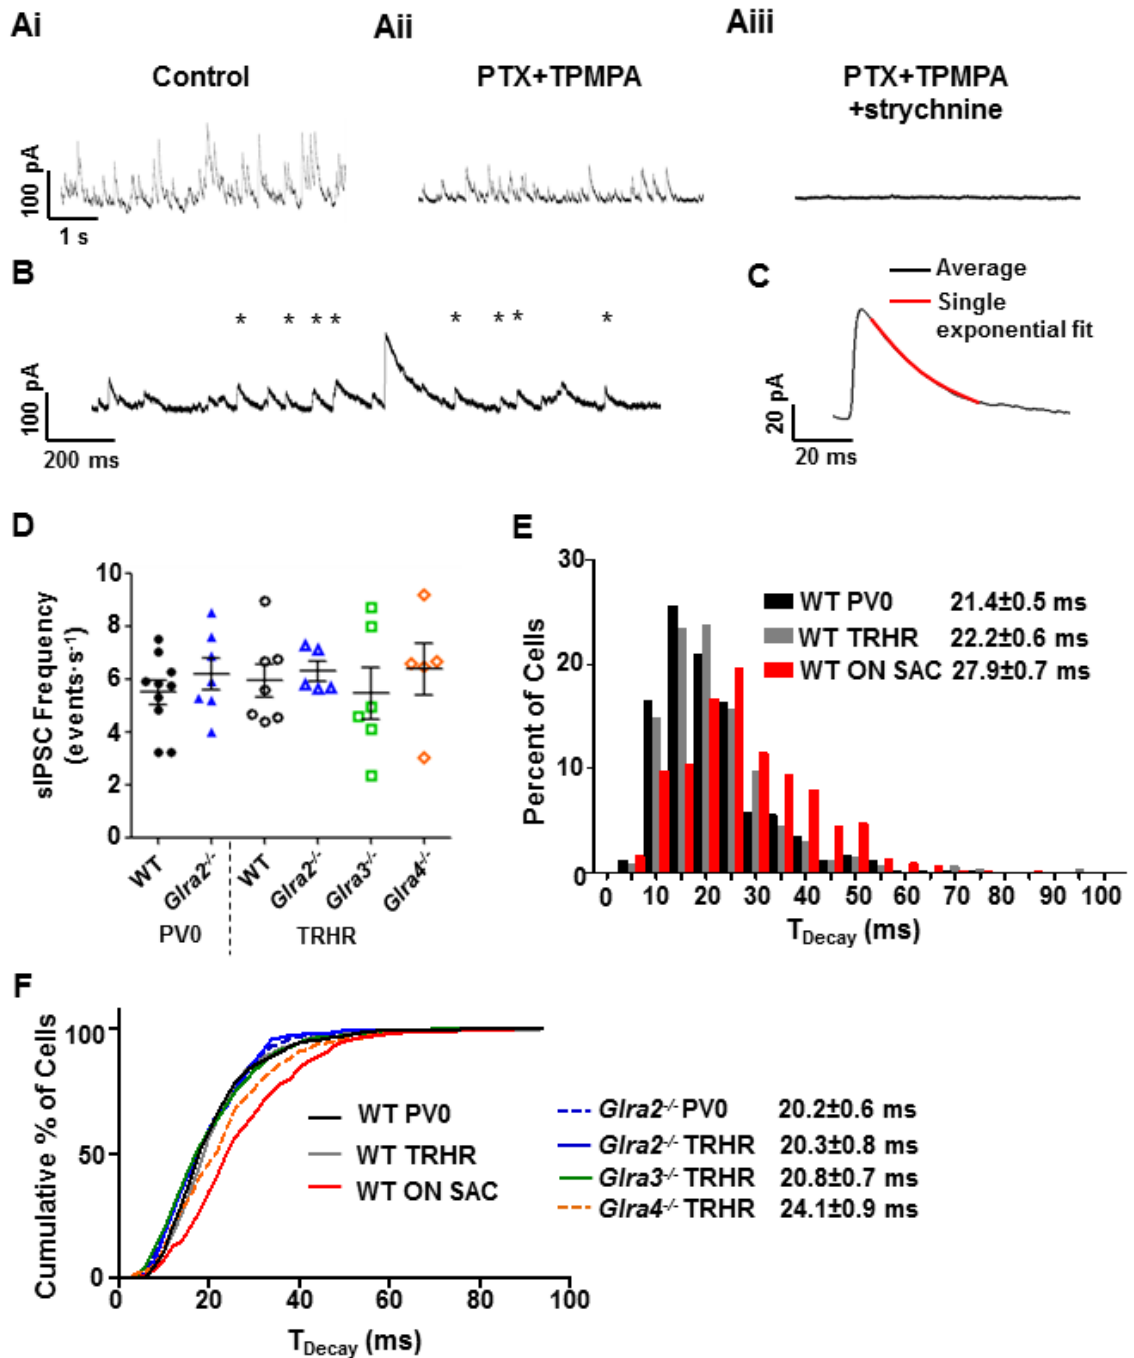 Ai
Aii
Aiii
Control
PTX+TPMPA
PTX+TPMPA
+strychnine
100 pA
1 s
B
* * * * * * * *
100 pA
200 ms
C
Average
Single
exponential fit
20 pA
20 ms
D
sIPSC Frequency
(events·s⁻¹)
10
8
6
4
2
0
WT
Glra2⁻/⁻
WT
Glra2⁻/⁻
Glra3⁻/⁻
Glra4⁻/⁻
PV0
TRHR
E
Percent of Cells
30
20
10
0
WT PV0 21.4±0.5 ms
WT TRHR 22.2±0.6 ms
WT ON SAC 27.9±0.7 ms
0 10 20 30 40 50 60 70 80 90 100
T Decay (ms)
F
Cumulative % of Cells
100
50
0
WT PV0
WT TRHR
WT ON SAC
Glra2⁻/⁻ PV0 20.2±0.6 ms
Glra2⁻/⁻ TRHR 20.3±0.8 ms
Glra3⁻/⁻ TRHR 20.8±0.7 ms
Glra4⁻/⁻ TRHR 24.1±0.9 ms
0 20 40 60 80 100
T Decay (ms)